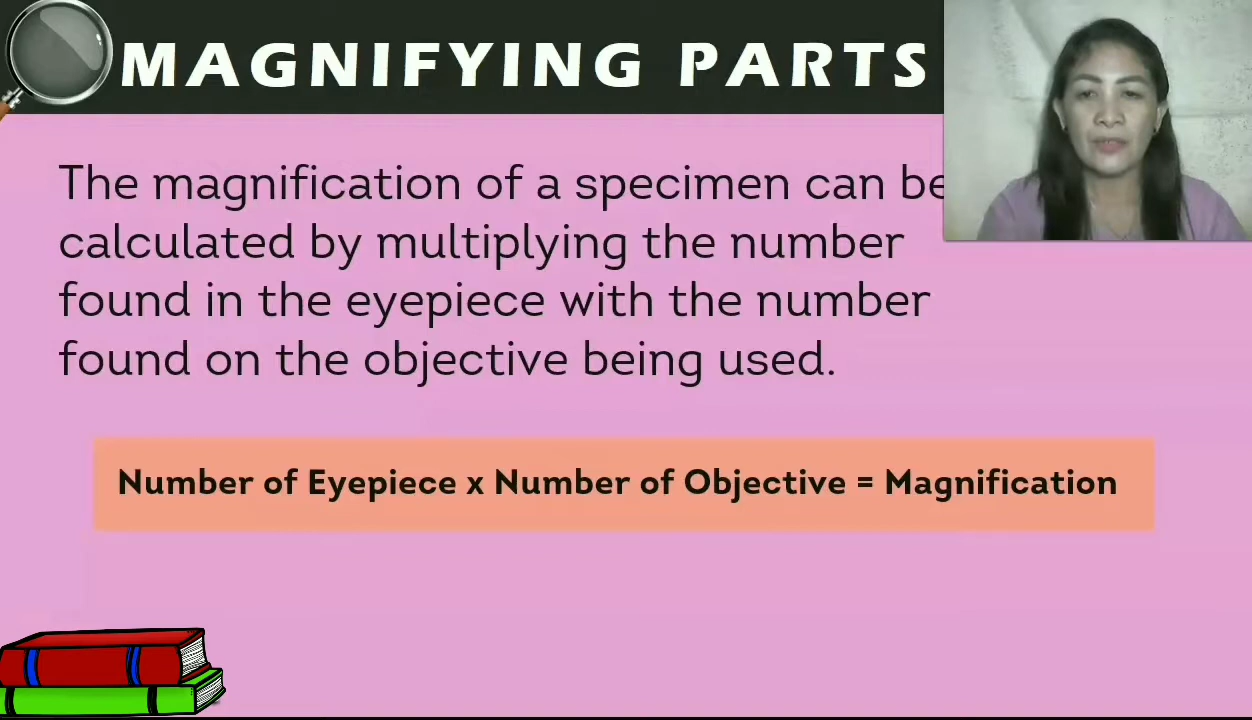 MAGNIFYING PARTS
The magnification of a specimen can be
calculated by multiplying the number
found in the eyepiece with the number
found on the objective being used.
Number of Eyepiece x Number of Objective = Magnification